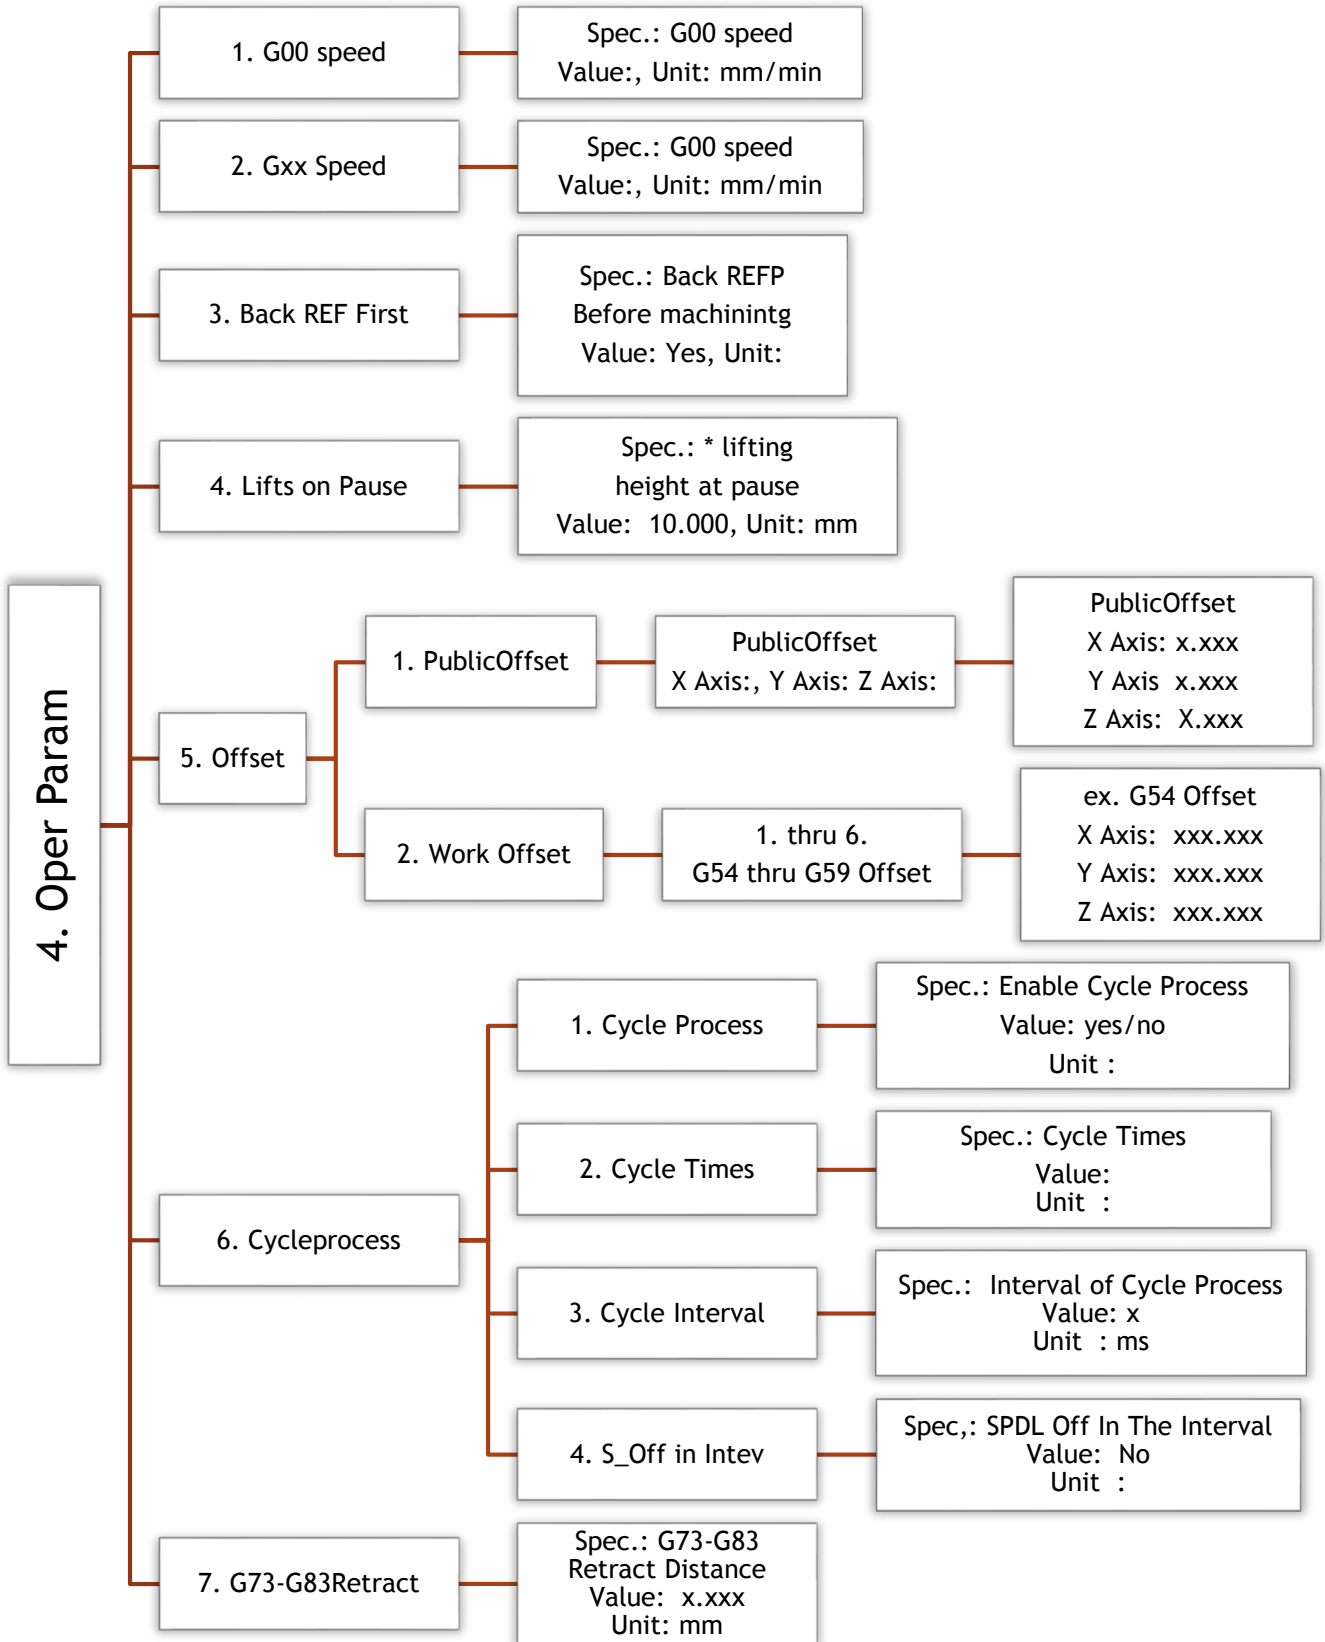 4. Oper Param
1. G00 speed
Spec.: G00 speed
Value:, Unit: mm/min
2. Gxx Speed
Spec.: G00 speed
Value:, Unit: mm/min
3. Back REF First
Spec.: Back REFP
Before machinintg
Value: Yes, Unit:
4. Lifts on Pause
Spec.: * lifting
height at pause
Value:  10.000, Unit: mm
5. Offset
1. PublicOffset
PublicOffset
X Axis:, Y Axis: Z Axis:
PublicOffset
X Axis: x.xxx
Y Axis  x.xxx
Z Axis:  X.xxx
2. Work Offset
1. thru 6.
G54 thru G59 Offset
ex. G54 Offset
X Axis:  xxx.xxx
Y Axis:  xxx.xxx
Z Axis:  xxx.xxx
6. Cycleprocess
1. Cycle Process
Spec.: Enable Cycle Process
Value: yes/no
Unit :
2. Cycle Times
Spec.: Cycle Times
Value:
Unit  :
3. Cycle Interval
Spec.:  Interval of Cycle Process
Value: x
Unit  : ms
4. S_Off in Intev
Spec,: SPDL Off In The Interval
Value:  No
Unit  :
7. G73-G83Retract
Spec.: G73-G83
Retract Distance
Value:  x.xxx
Unit: mm